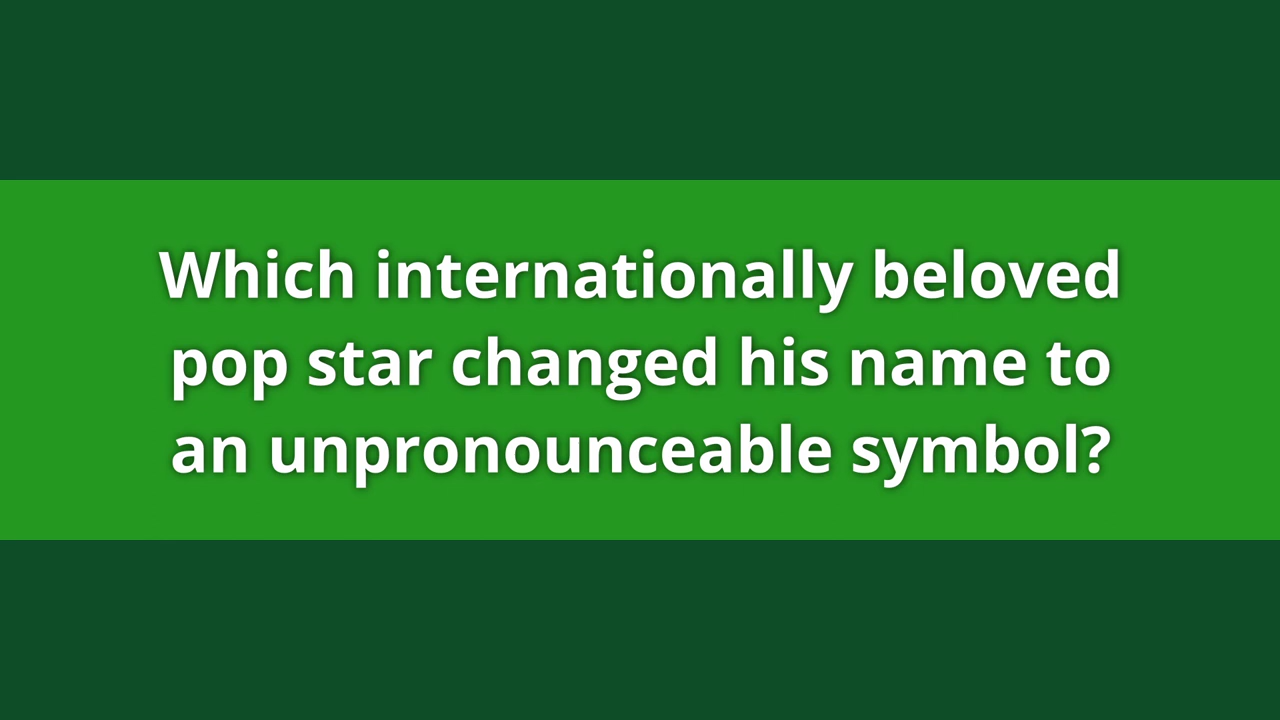 Which internationally beloved
pop star changed his name to
an unpronounceable symbol?